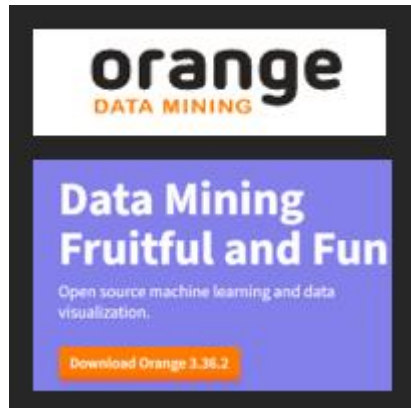 orange
DATA MINING
Data Mining
Fruitful and Fun
Open source machine learning and data
visualization.
Download Orange 3.36.2